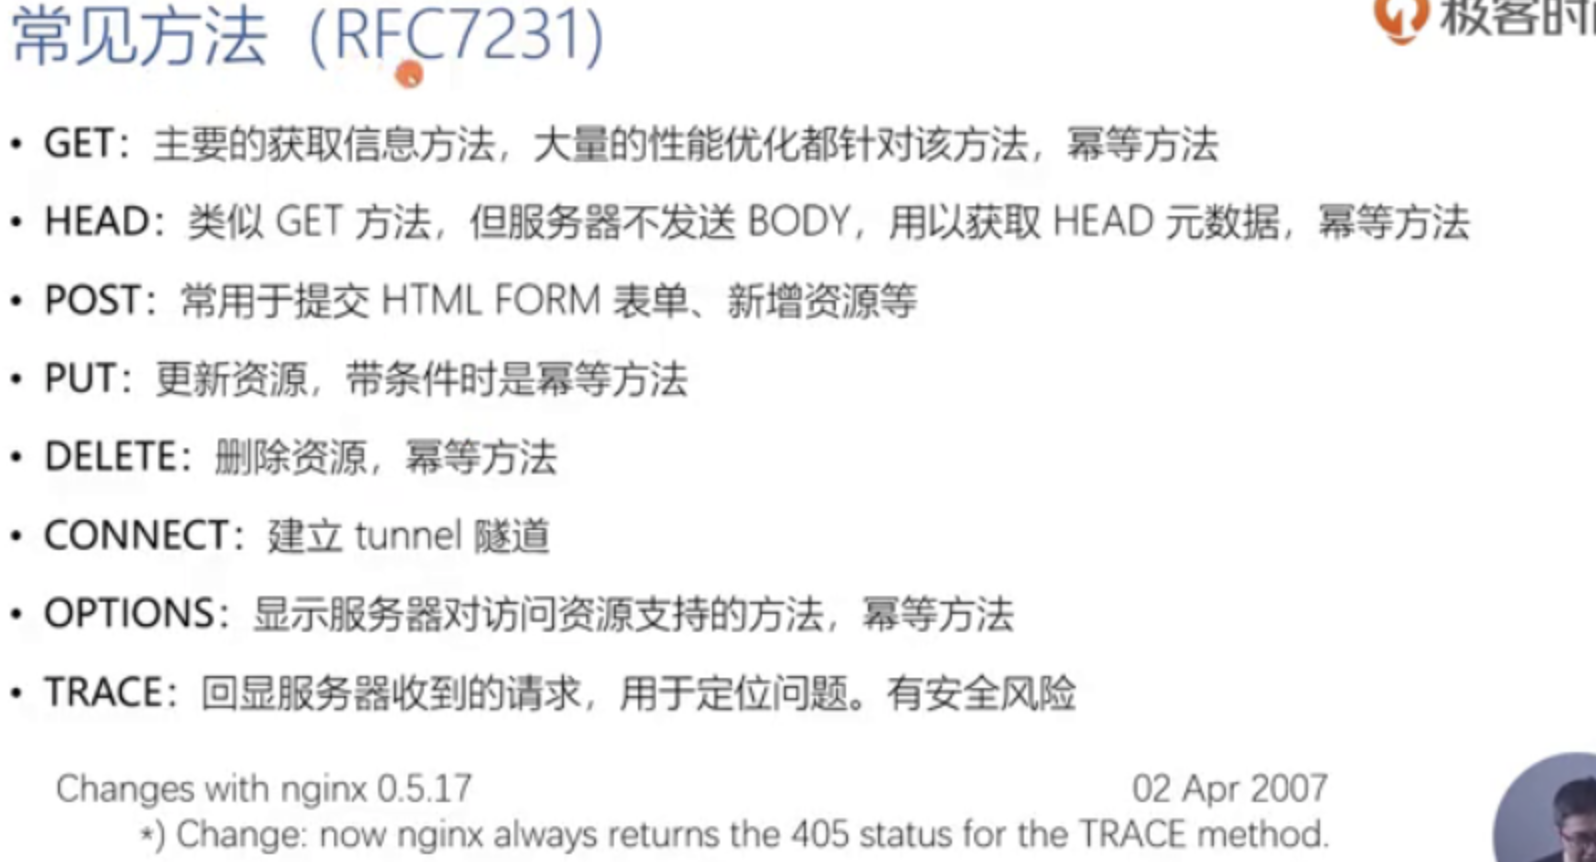 常见方法（RFC7231）
极客时
• GET：主要的获取信息方法，大量的性能优化都针对该方法，幂等方法
• HEAD：类似 GET 方法，但服务器不发送 BODY，用以获取 HEAD 元数据，幂等方法
• POST：常用于提交 HTML FORM 表单、新增资源等
• PUT：更新资源，带条件时是幂等方法
• DELETE：删除资源，幂等方法
• CONNECT：建立 tunnel 隧道
• OPTIONS：显示服务器对访问资源支持的方法，幂等方法
• TRACE：回显服务器收到的请求，用于定位问题。有安全风险
Changes with nginx 0.5.17 02 Apr 2007
*) Change: now nginx always returns the 405 status for the TRACE method.